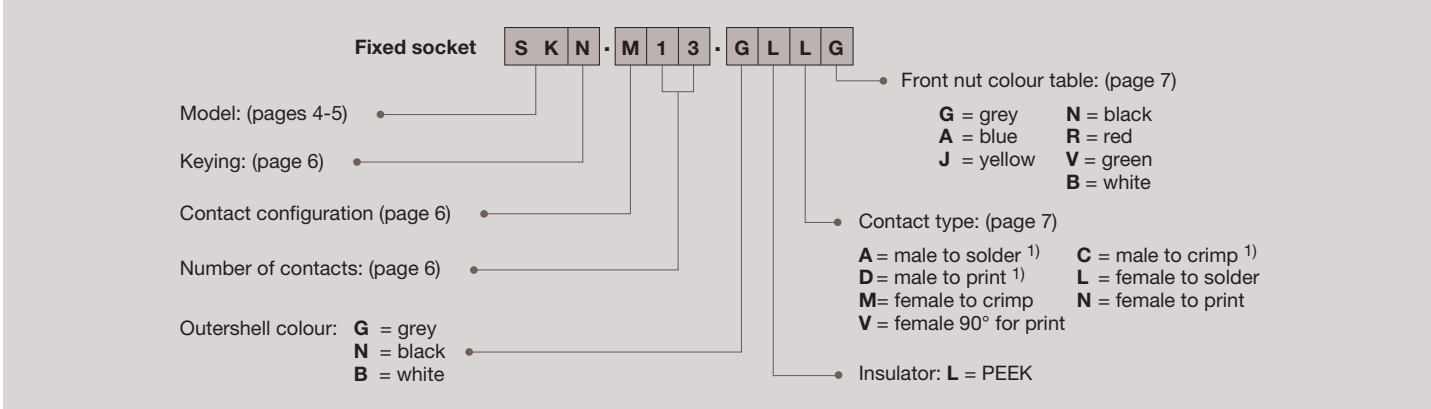 Fixed socket S K N · M 1 3 · G L L G
Model: (pages 4-5)
Keying: (page 6)
Contact configuration (page 6)
Number of contacts: (page 6)
Outershell colour: G = grey
N = black
B = white
Front nut colour table: (page 7)
G = grey N = black
A = blue R = red
J = yellow V = green
B = white
Contact type: (page 7)
A = male to solder 1) C = male to crimp 1)
D = male to print 1) L = female to solder
M= female to crimp N = female to print
V = female 90° for print
Insulator: L = PEEK